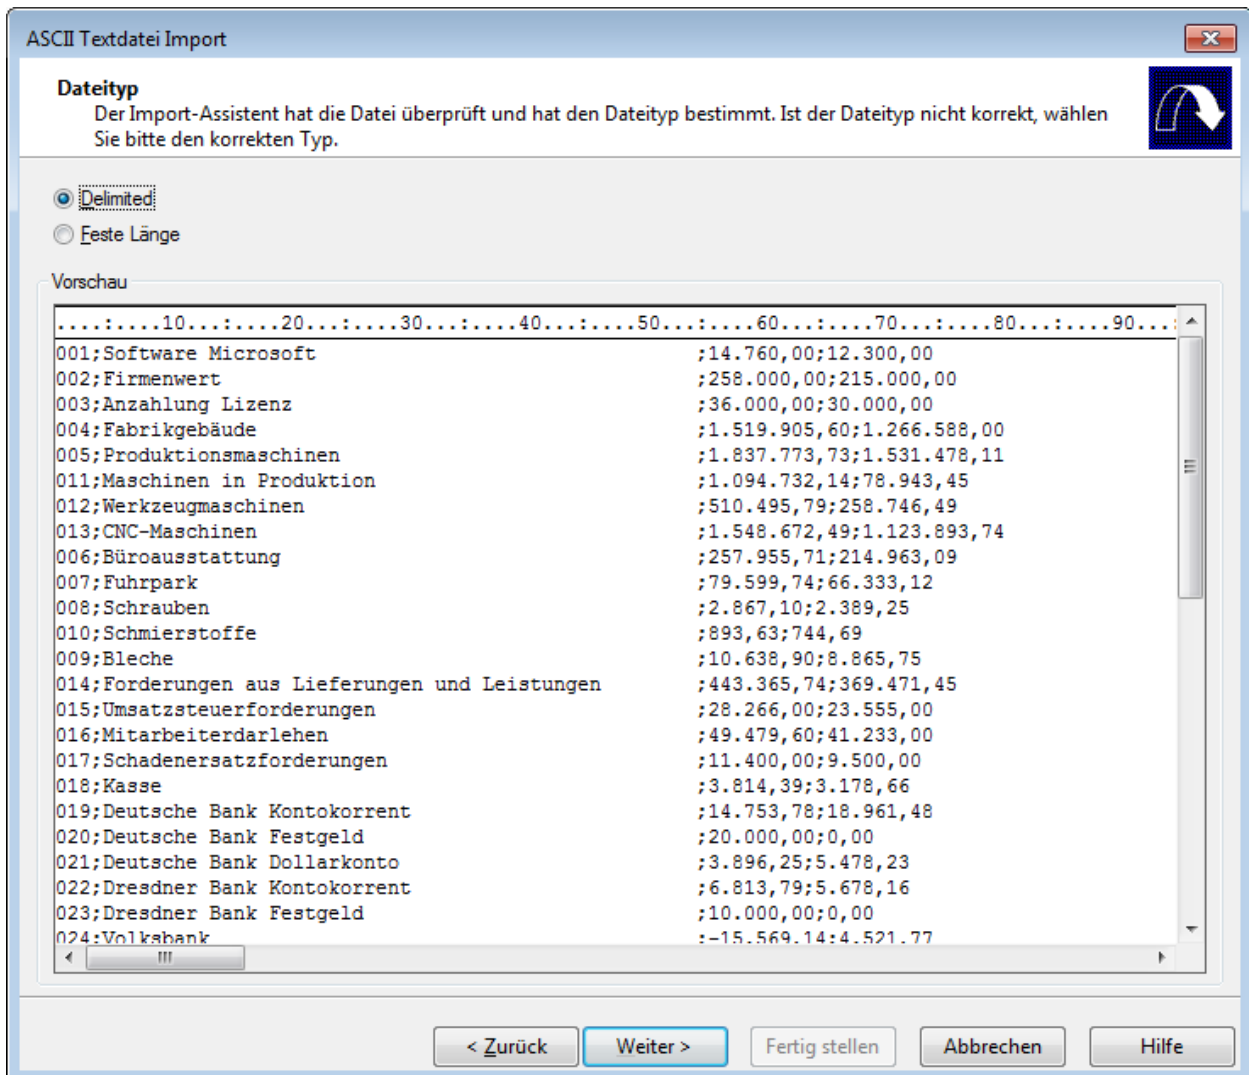 ASCII Textdatei Import
Dateityp
Der Import-Assistent hat die Datei überprüft und hat den Dateityp bestimmt. Ist der Dateityp nicht korrekt, wählen
Sie bitte den korrekten Typ.
Delimited
Feste Länge
Vorschau
....:....10...:....20...:....30...:....40...:....50...:....60...:....70...:....80...:....90...:
001;Software Microsoft ;14.760,00;12.300,00
002;Firmenwert ;258.000,00;215.000,00
003;Anzahlung Lizenz ;36.000,00;30.000,00
004;Fabrikgebäude ;1.519.905,60;1.266.588,00
005;Produktionsmaschinen ;1.837.773,73;1.531.478,11
011;Maschinen in Produktion ;1.094.732,14;78.943,45
012;Werkzeugmaschinen ;510.495,79;258.746,49
013;CNC-Maschinen ;1.548.672,49;1.123.893,74
006;Büroausstattung ;257.955,71;214.963,09
007;Fuhrpark ;79.599,74;66.333,12
008;Schrauben ;2.867,10;2.389,25
010;Schmierstoffe ;893,63;744,69
009;Bleche ;10.638,90;8.865,75
014;Forderungen aus Lieferungen und Leistungen ;443.365,74;369.471,45
015;Umsatzsteuerforderungen ;28.266,00;23.555,00
016;Mitarbeiterdarlehen ;49.479,60;41.233,00
017;Schadenersatzforderungen ;11.400,00;9.500,00
018;Kasse ;3.814,39;3.178,66
019;Deutsche Bank Kontokorrent ;14.753,78;18.961,48
020;Deutsche Bank Festgeld ;20.000,00;0,00
021;Deutsche Bank Dollarkonto ;3.896,25;5.478,23
022;Dresdner Bank Kontokorrent ;6.813,79;5.678,16
023;Dresdner Bank Festgeld ;10.000,00;0,00
024;Volksbank ;-15.569,14;4.521,77
< Zurück Weiter > Fertig stellen Abbrechen Hilfe